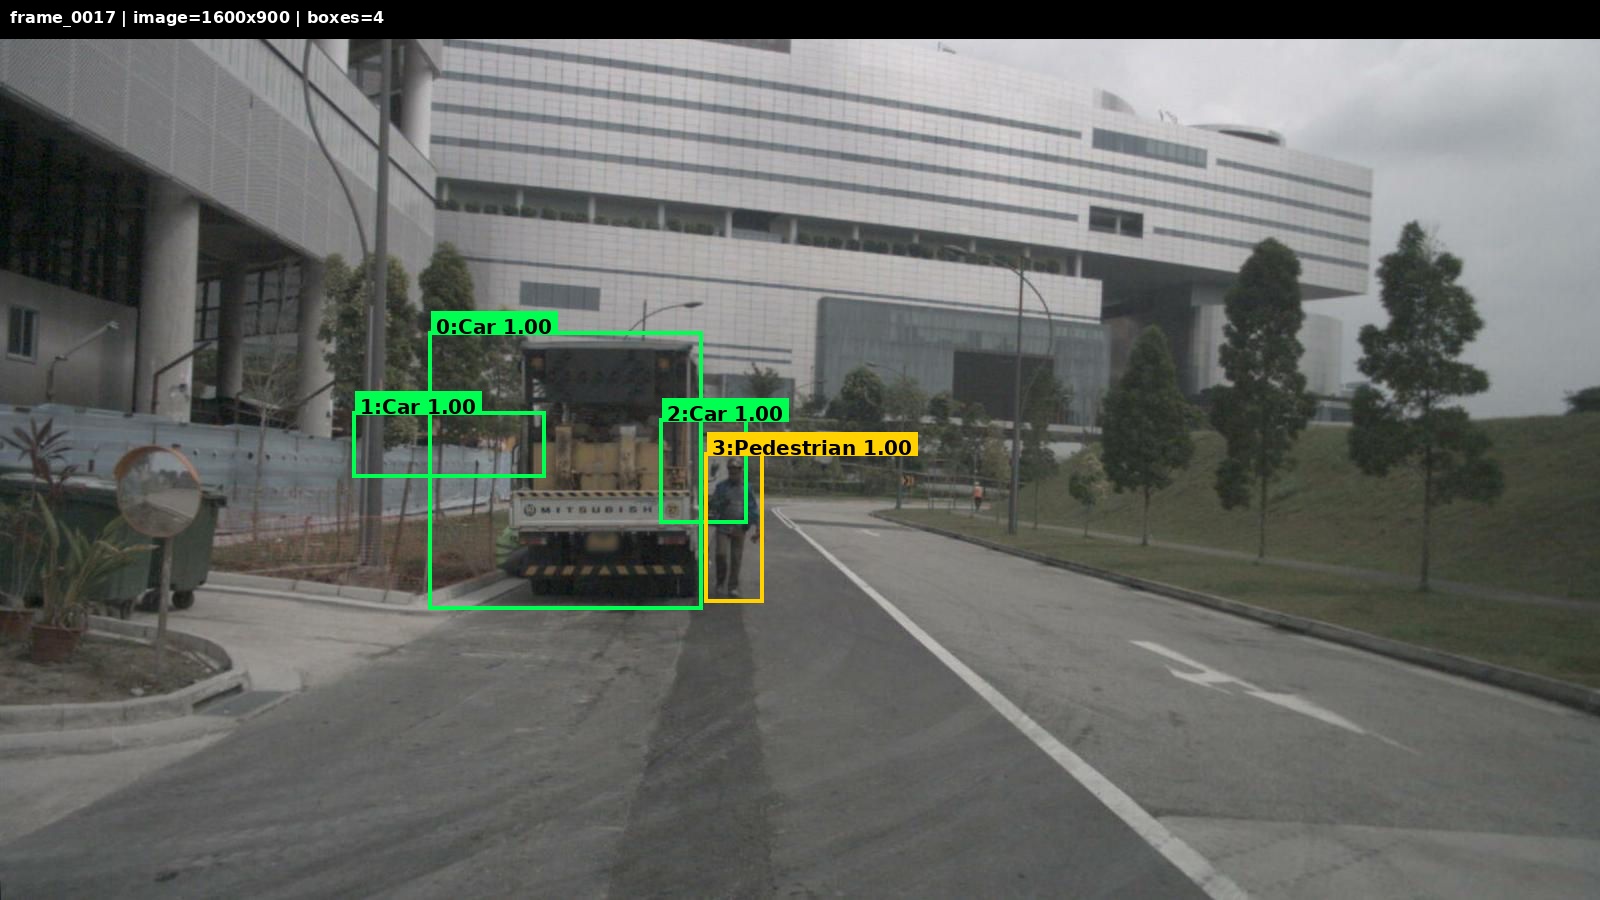 frame_0017 | image=1600x900 | boxes=4
0:Car 1.00
1:Car 1.00
2:Car 1.00
3:Pedestrian 1.00
MITSUBISH